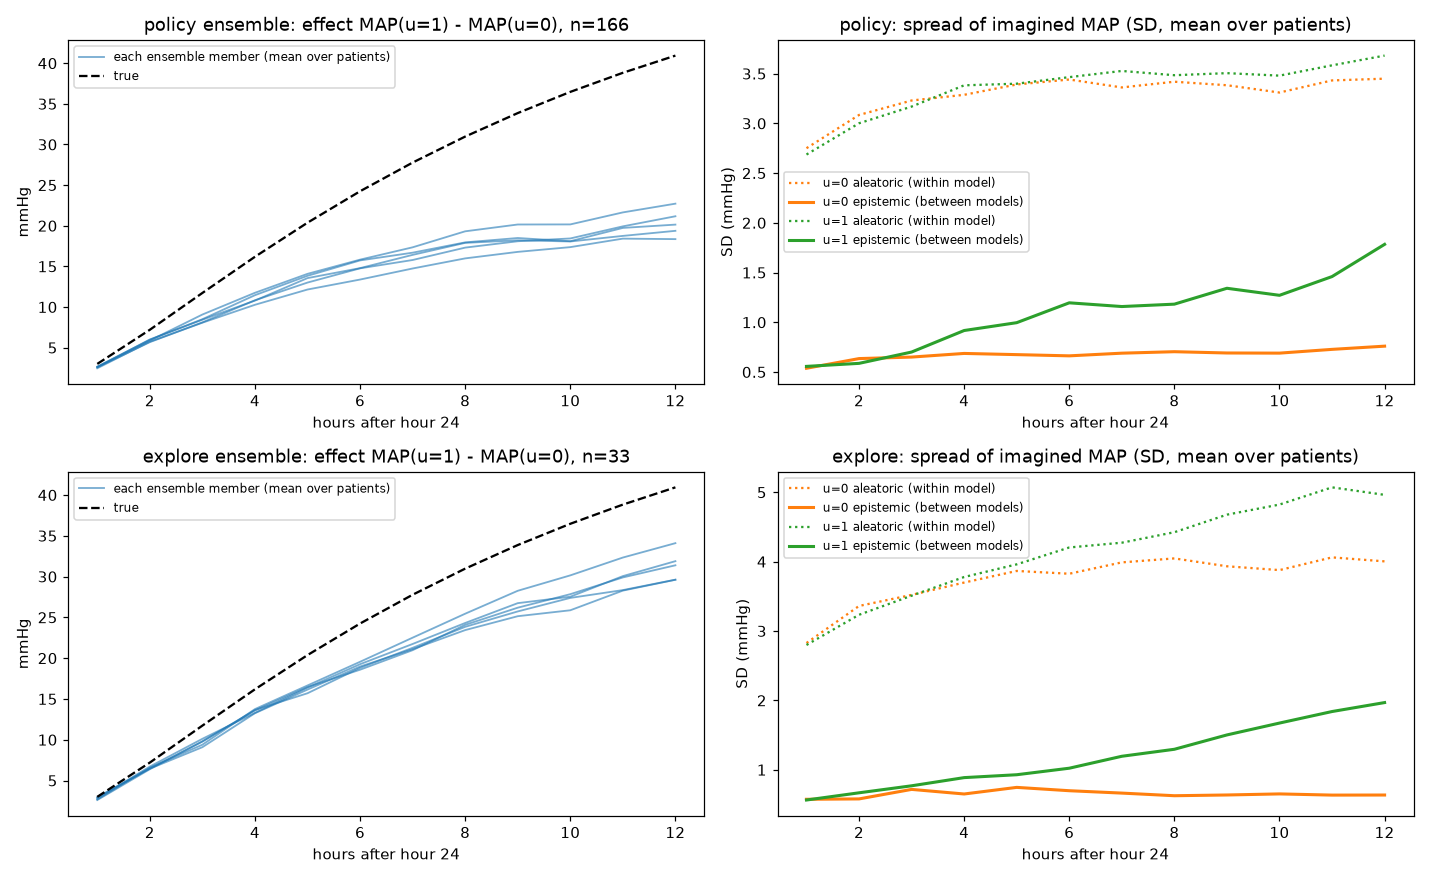 policy ensemble: effect MAP(u=1) - MAP(u=0), n=166
each ensemble member (mean over patients)
true
mmHg
40
35
30
25
20
15
10
5
2 4 6 8 10 12
hours after hour 24
policy: spread of imagined MAP (SD, mean over patients)
u=0 aleatoric (within model)
u=0 epistemic (between models)
u=1 aleatoric (within model)
u=1 epistemic (between models)
SD (mmHg)
3.5
3.0
2.5
2.0
1.5
1.0
0.5
2 4 6 8 10 12
hours after hour 24
explore ensemble: effect MAP(u=1) - MAP(u=0), n=33
each ensemble member (mean over patients)
true
mmHg
40
35
30
25
20
15
10
5
2 4 6 8 10 12
hours after hour 24
explore: spread of imagined MAP (SD, mean over patients)
u=0 aleatoric (within model)
u=0 epistemic (between models)
u=1 aleatoric (within model)
u=1 epistemic (between models)
SD (mmHg)
5
4
3
2
1
2 4 6 8 10 12
hours after hour 24